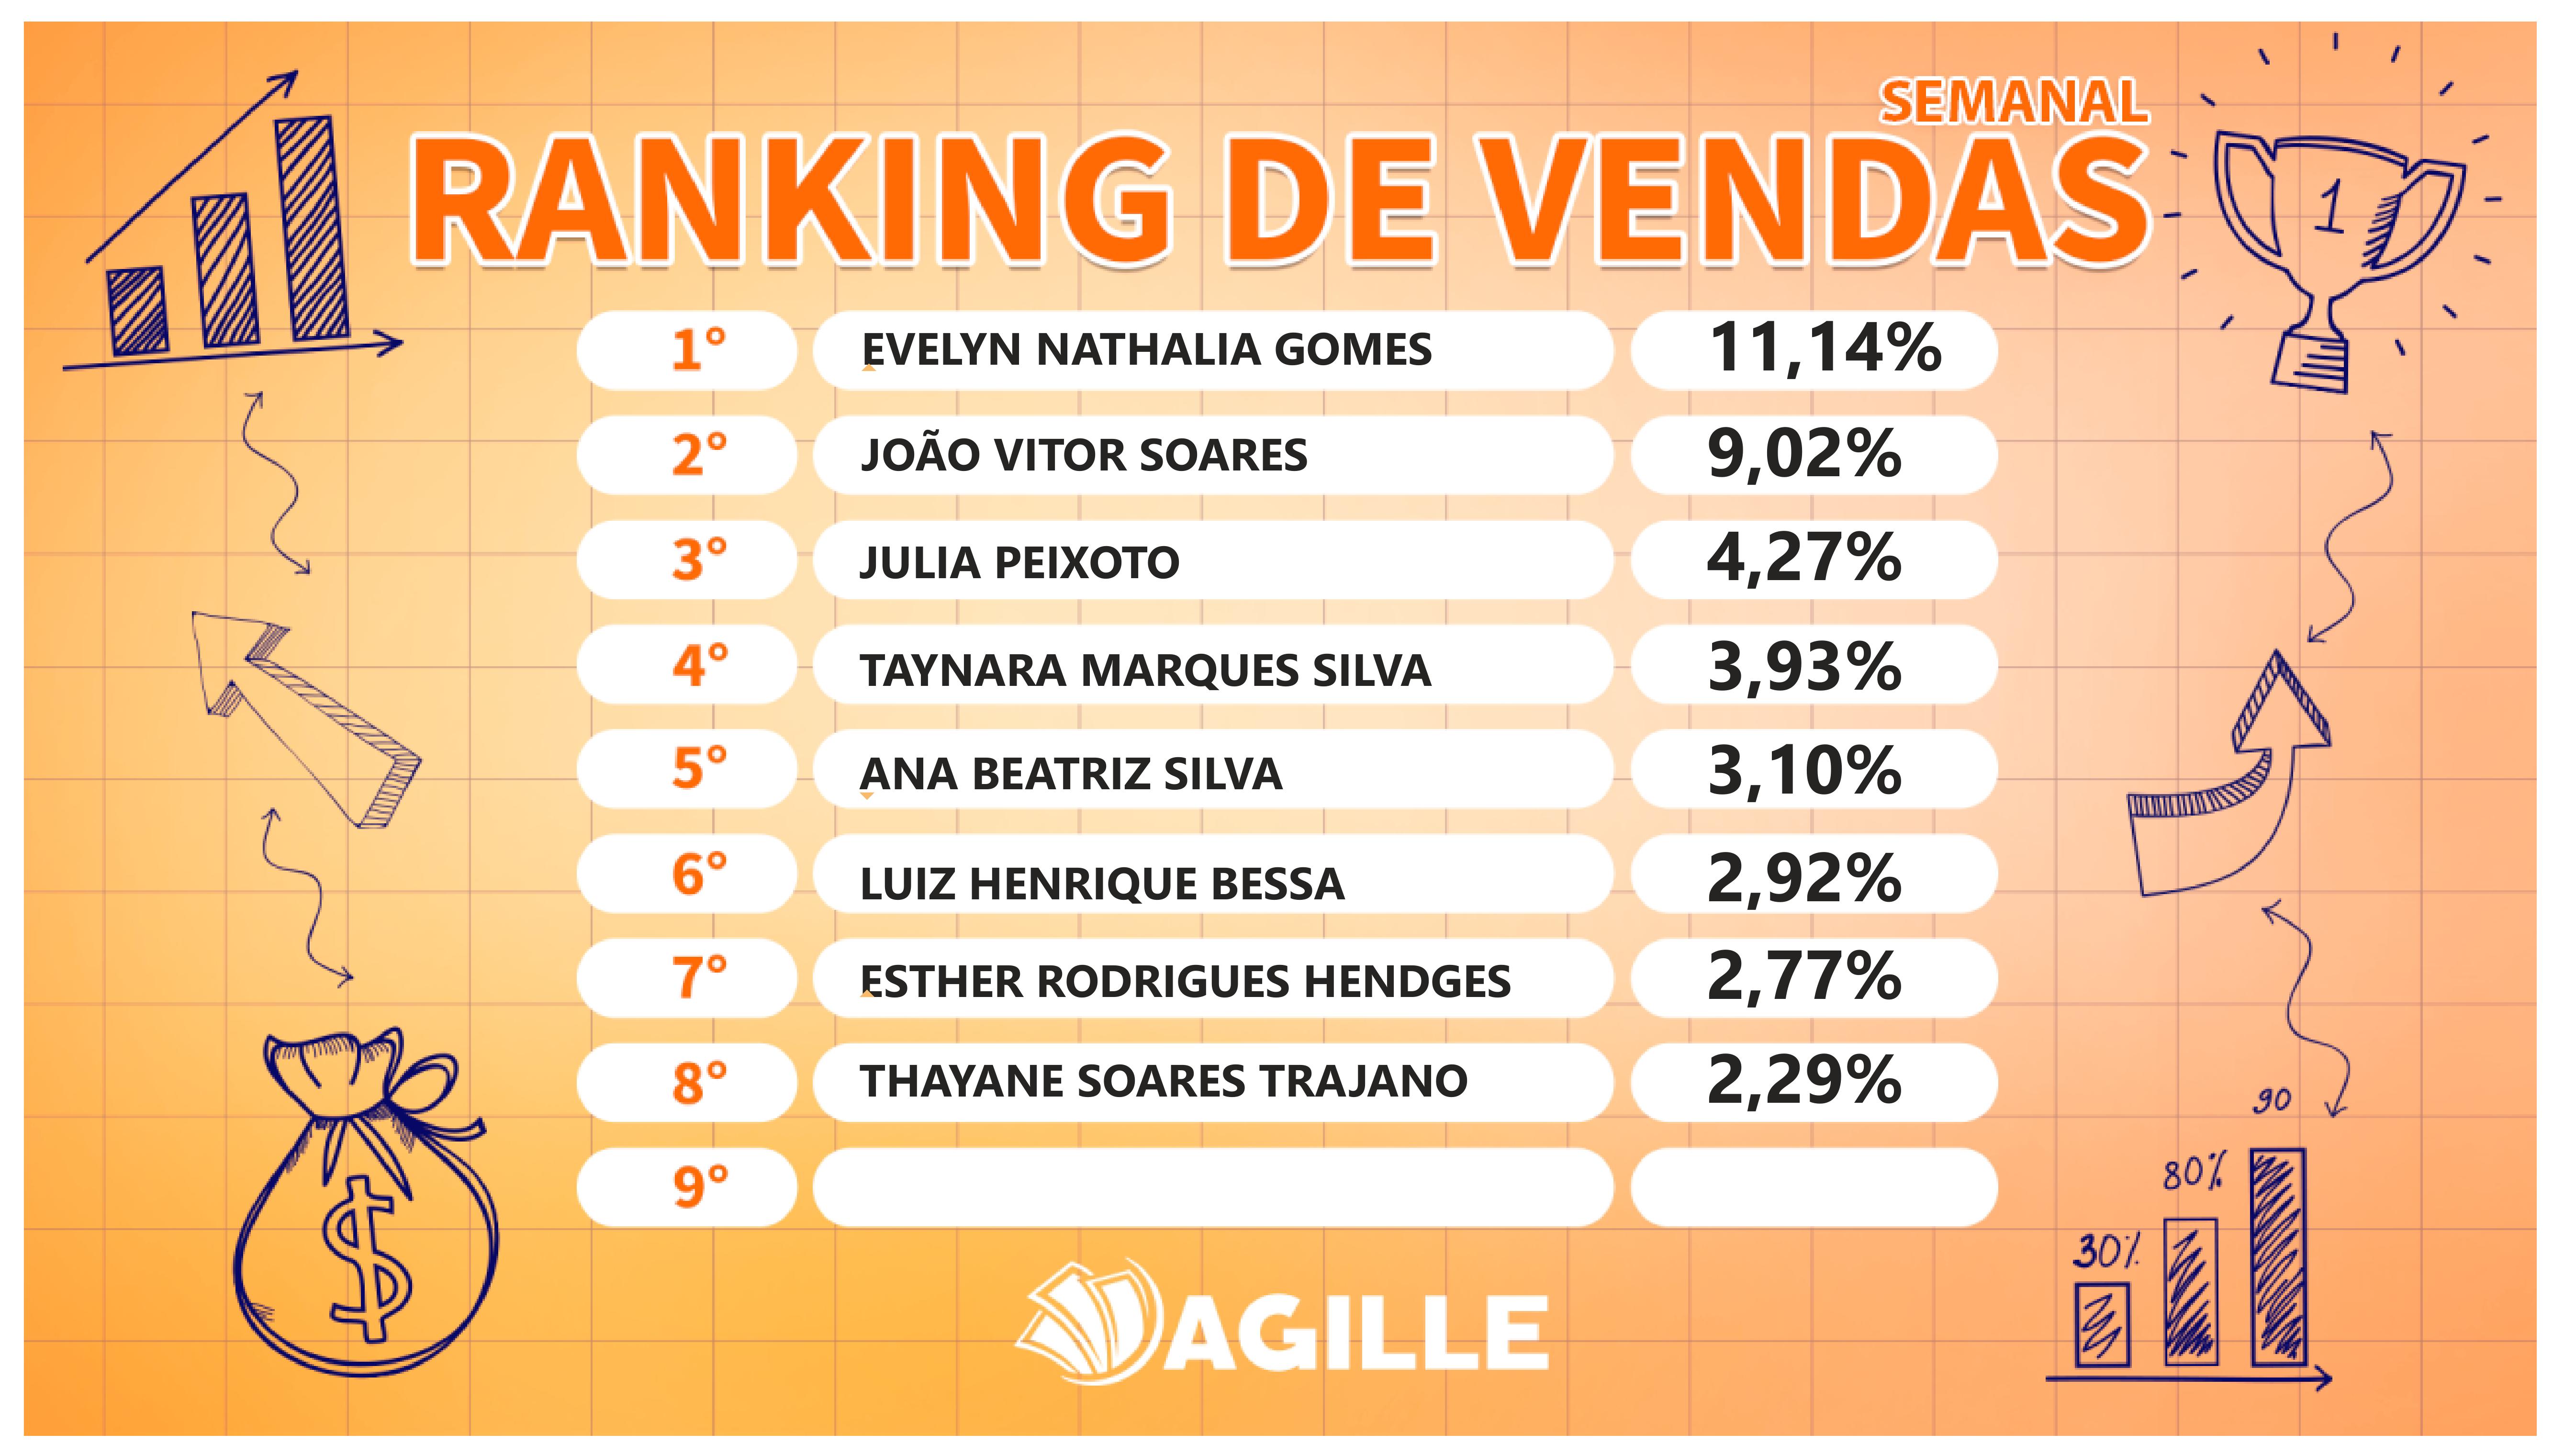 SEMANAL
RANKING DE VENDAS
1
1° EVELYN NATHALIA GOMES 11,14%
2° JOÃO VITOR SOARES 9,02%
3° JULIA PEIXOTO 4,27%
4° TAYNARA MARQUES SILVA 3,93%
5° ANA BEATRIZ SILVA 3,10%
6° LUIZ HENRIQUE BESSA 2,92%
7° ESTHER RODRIGUES HENDGES 2,77%
8° THAYANE SOARES TRAJANO 2,29%
9°
$
30% 80% 90
AGILLE